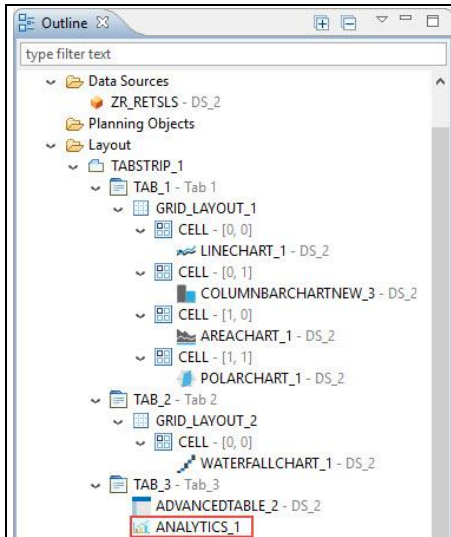 Outline
type filter text
Data Sources
ZR_RETSLS - DS_2
Planning Objects
Layout
TABSTRIP_1
TAB_1 - Tab 1
GRID_LAYOUT_1
CELL - [0, 0]
LINECHART_1 - DS_2
CELL - [0, 1]
COLUMNBARCHARTNEW_3 - DS_2
CELL - [1, 0]
AREACHART_1 - DS_2
CELL - [1, 1]
POLARCHART_1 - DS_2
TAB_2 - Tab 2
GRID_LAYOUT_2
CELL - [0, 0]
WATERFALLCHART_1 - DS_2
TAB_3 - Tab_3
ADVANCEDTABLE_2 - DS_2
ANALYTICS_1